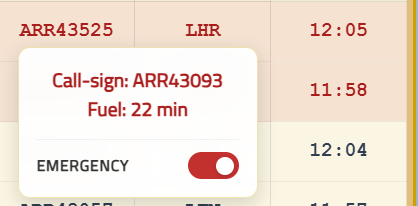 ARR43525 LHR 12:05
Call-sign: ARR43093
Fuel: 22 min
11:58
EMERGENCY
12:04